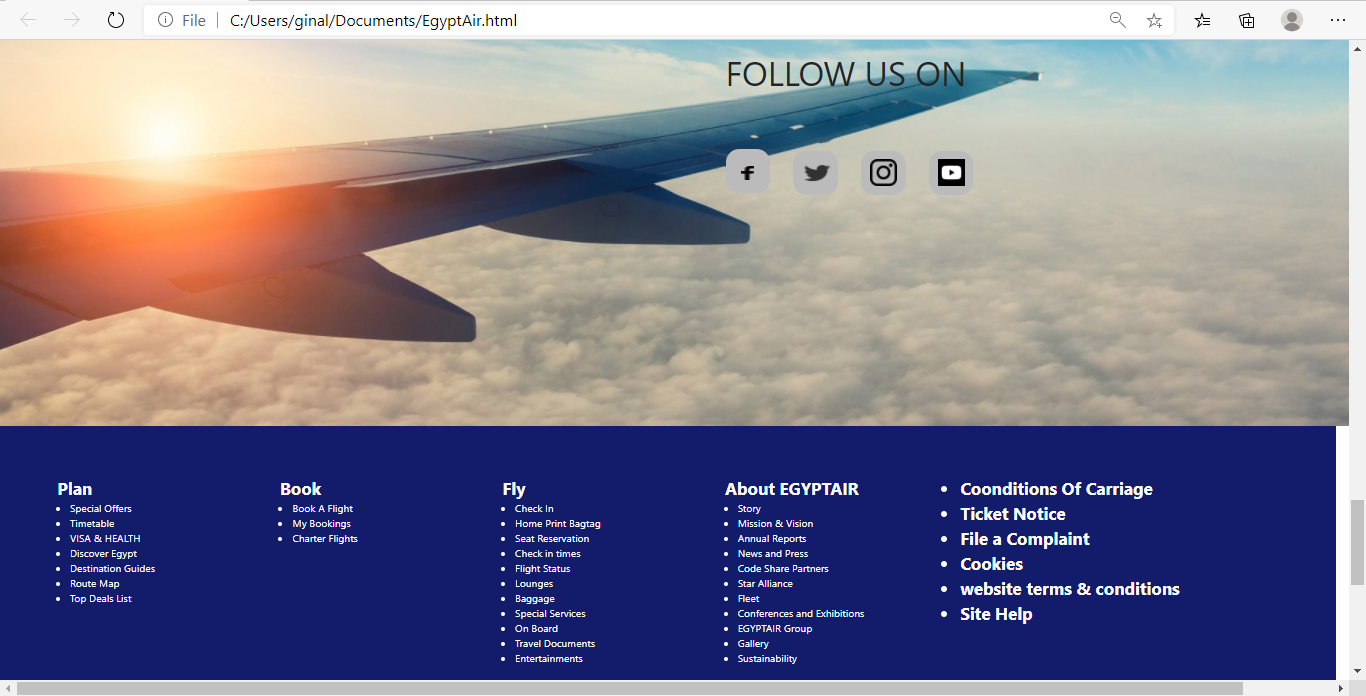 File
C:/Users/ginal/Documents/EgyptAir.html
FOLLOW US ON
Plan
Special Offers
Timetable
VISA & HEALTH
Discover Egypt
Destination Guides
Route Map
Top Deals List
Book
Book A Flight
My Bookings
Charter Flights
Fly
Check In
Home Print Bagtag
Seat Reservation
Check in times
Flight Status
Lounges
Baggage
Special Services
On Board
Travel Documents
Entertainments
About EGYPTAIR
Story
Mission & Vision
Annual Reports
News and Press
Code Share Partners
Star Alliance
Fleet
Conferences and Exhibitions
EGYPTAIR Group
Gallery
Sustainability
Coonditions Of Carriage
Ticket Notice
File a Complaint
Cookies
website terms & conditions
Site Help